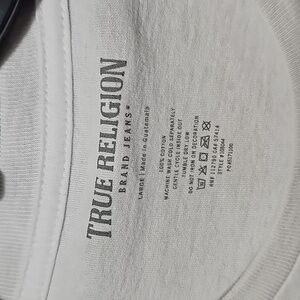 TRUE RELIGION
BRAND JEANS®
LARGE | Made in Guatemala
100% COTTON
MACHINE WASH COLD SEPARATELY
GENTLE CYCLE INSIDE OUT
TUMBLE DRY LOW
DO NOT IRON ON DECORATION